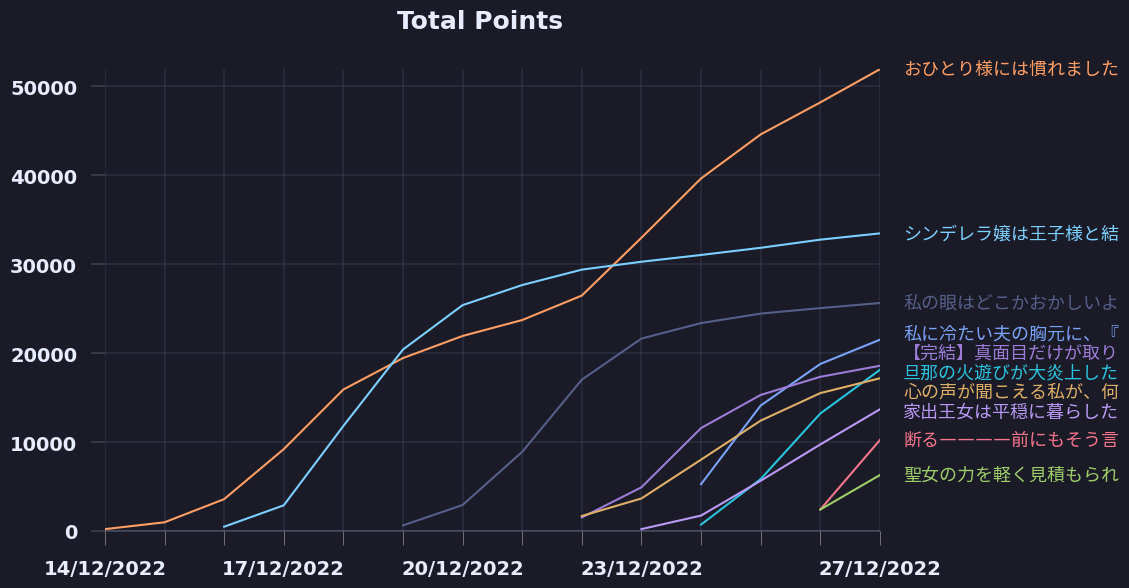 Total Points
50000
40000
30000
20000
10000
0
14/12/2022
17/12/2022
20/12/2022
23/12/2022
27/12/2022
おひとり様には慣れました
シンデレラ嬢は王子様と結
私の眼はどこかおかしいよ
私に冷たい夫の胸元に、『
【完結】真面目だけが取り
旦那の火遊びが大炎上した
心の声が聞こえる私が、何
家出王女は平穏に暮らした
断る————前にもそう言
聖女の力を軽く見積もられ